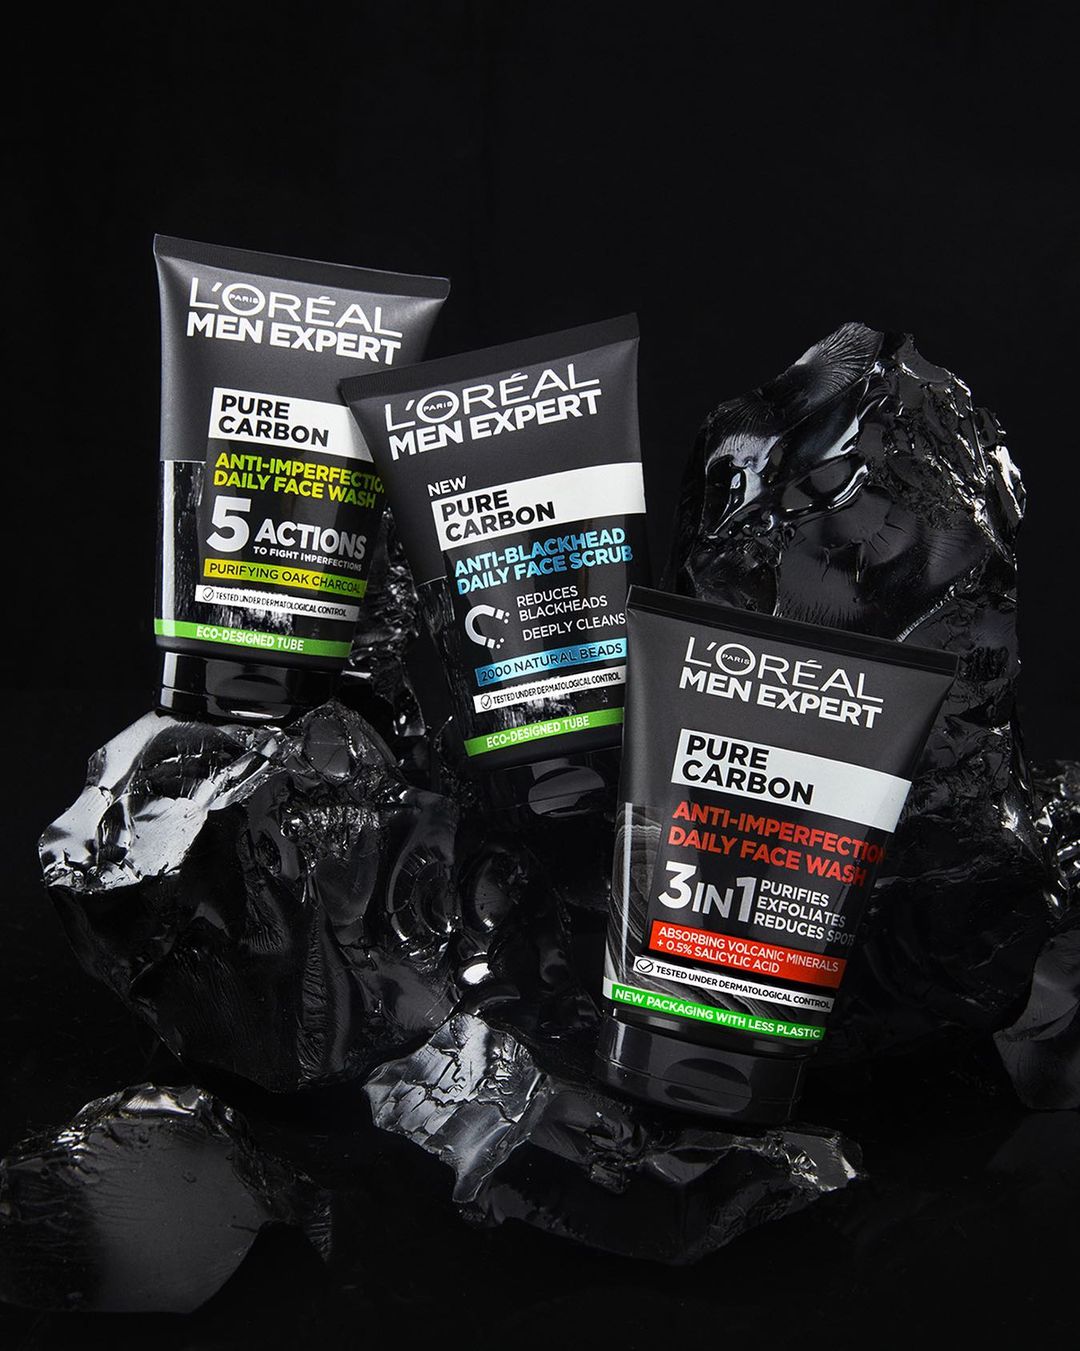 L'ORÉAL
PARIS
MEN EXPERT
PURE
CARBON
ANTI-IMPERFECTIO
DAILY FACE WASH
5 ACTIONS
TO FIGHT IMPERFECTIONS
PURIFYING OAK CHARCOAL
TESTED UNDER DERMATOLOGICAL CONTROL
ECO-DESIGNED TUBE
L'ORÉAL
PARIS
MEN EXPERT
NEW
PURE
CARBON
ANTI-BLACKHEAD
DAILY FACE SCRUB
REDUCES
BLACKHEADS
DEEPLY CLEANS
2000 NATURAL BEADS
TESTED UNDER DERMATOLOGICAL CONTROL
ECO-DESIGNED TUBE
L'ORÉAL
PARIS
MEN EXPERT
PURE
CARBON
ANTI-IMPERFECTION
DAILY FACE WASH
3IN1
PURIFIES
EXFOLIATES
REDUCES SPOTS
ABSORBING VOLCANIC MINERALS
+ 0.5% SALICYLIC ACID
TESTED UNDER DERMATOLOGICAL CONTROL
NEW PACKAGING WITH LESS PLASTIC